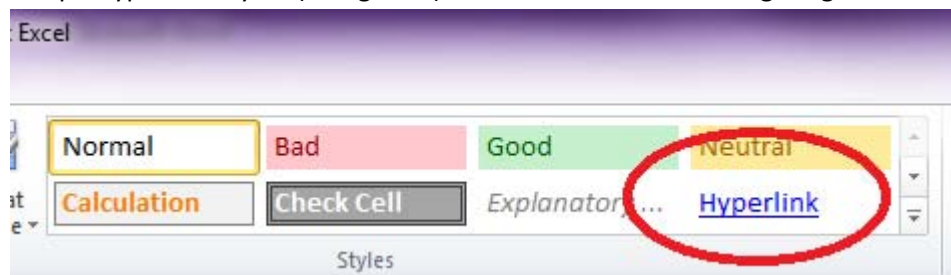 Excel
Normal Bad Good Neutral
at Calculation Check Cell Explanatory ... Hyperlink
e
Styles